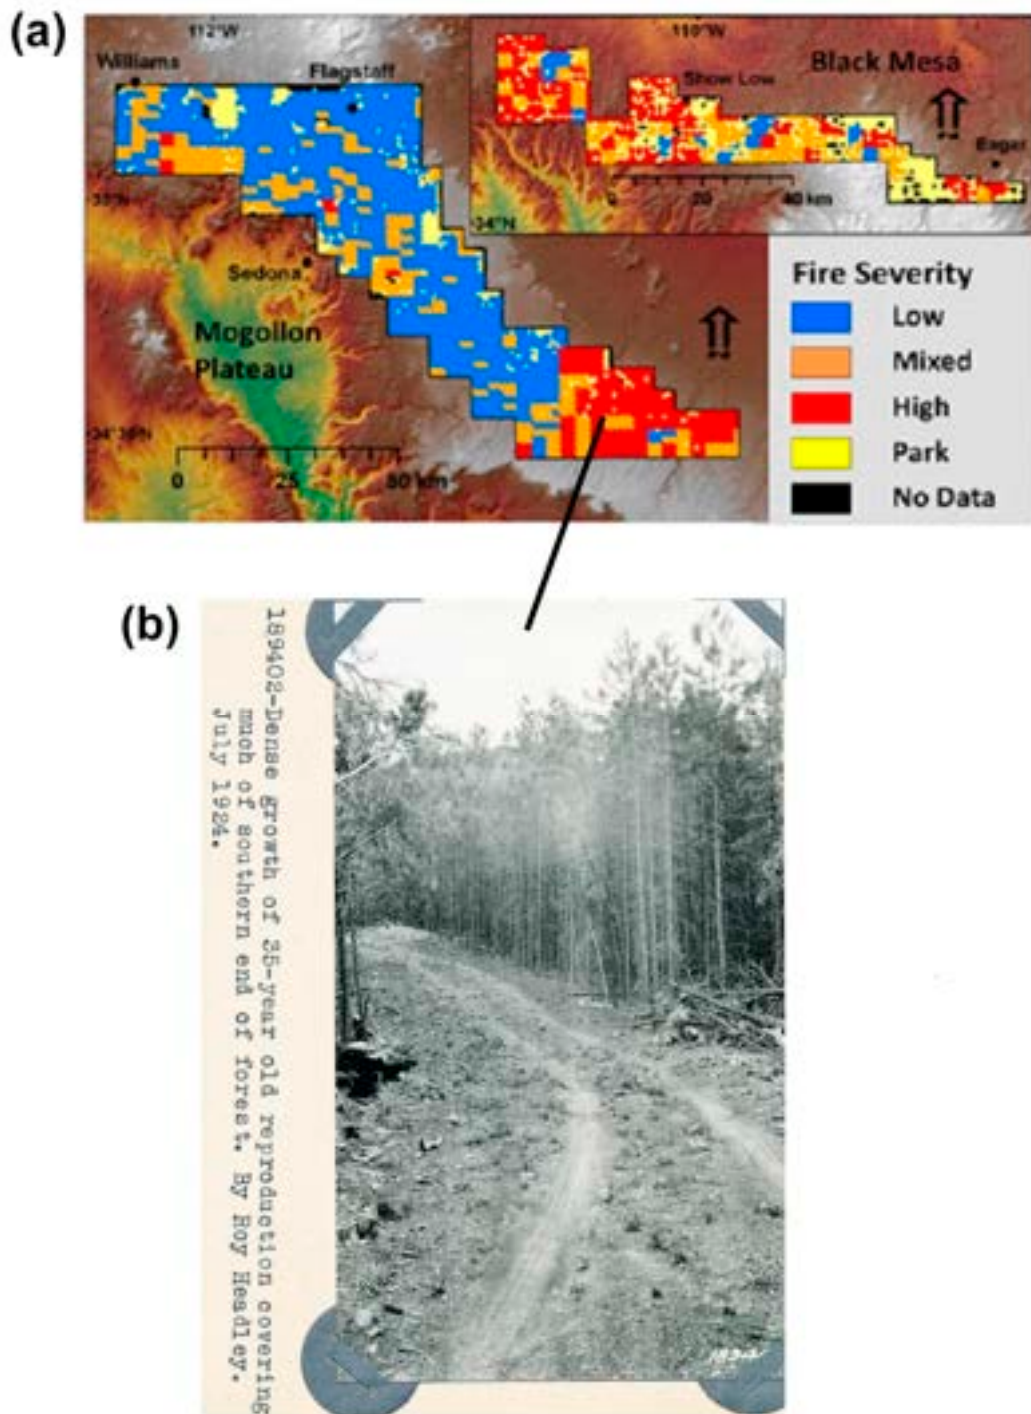 (a)
112°W
Williams
Flagstaff
Sedona
Mogollon
Plateau
34°30'N
0 25 50 km
110°W
Black Mesa
Show Low
Eagar
0 20 40 km
34°N
Fire Severity
Low
Mixed
High
Park
No Data
(b)
189402-Dense growth of 35-year old reproduction covering
much of southern end of forest. By Roy Headley.
July 1924.